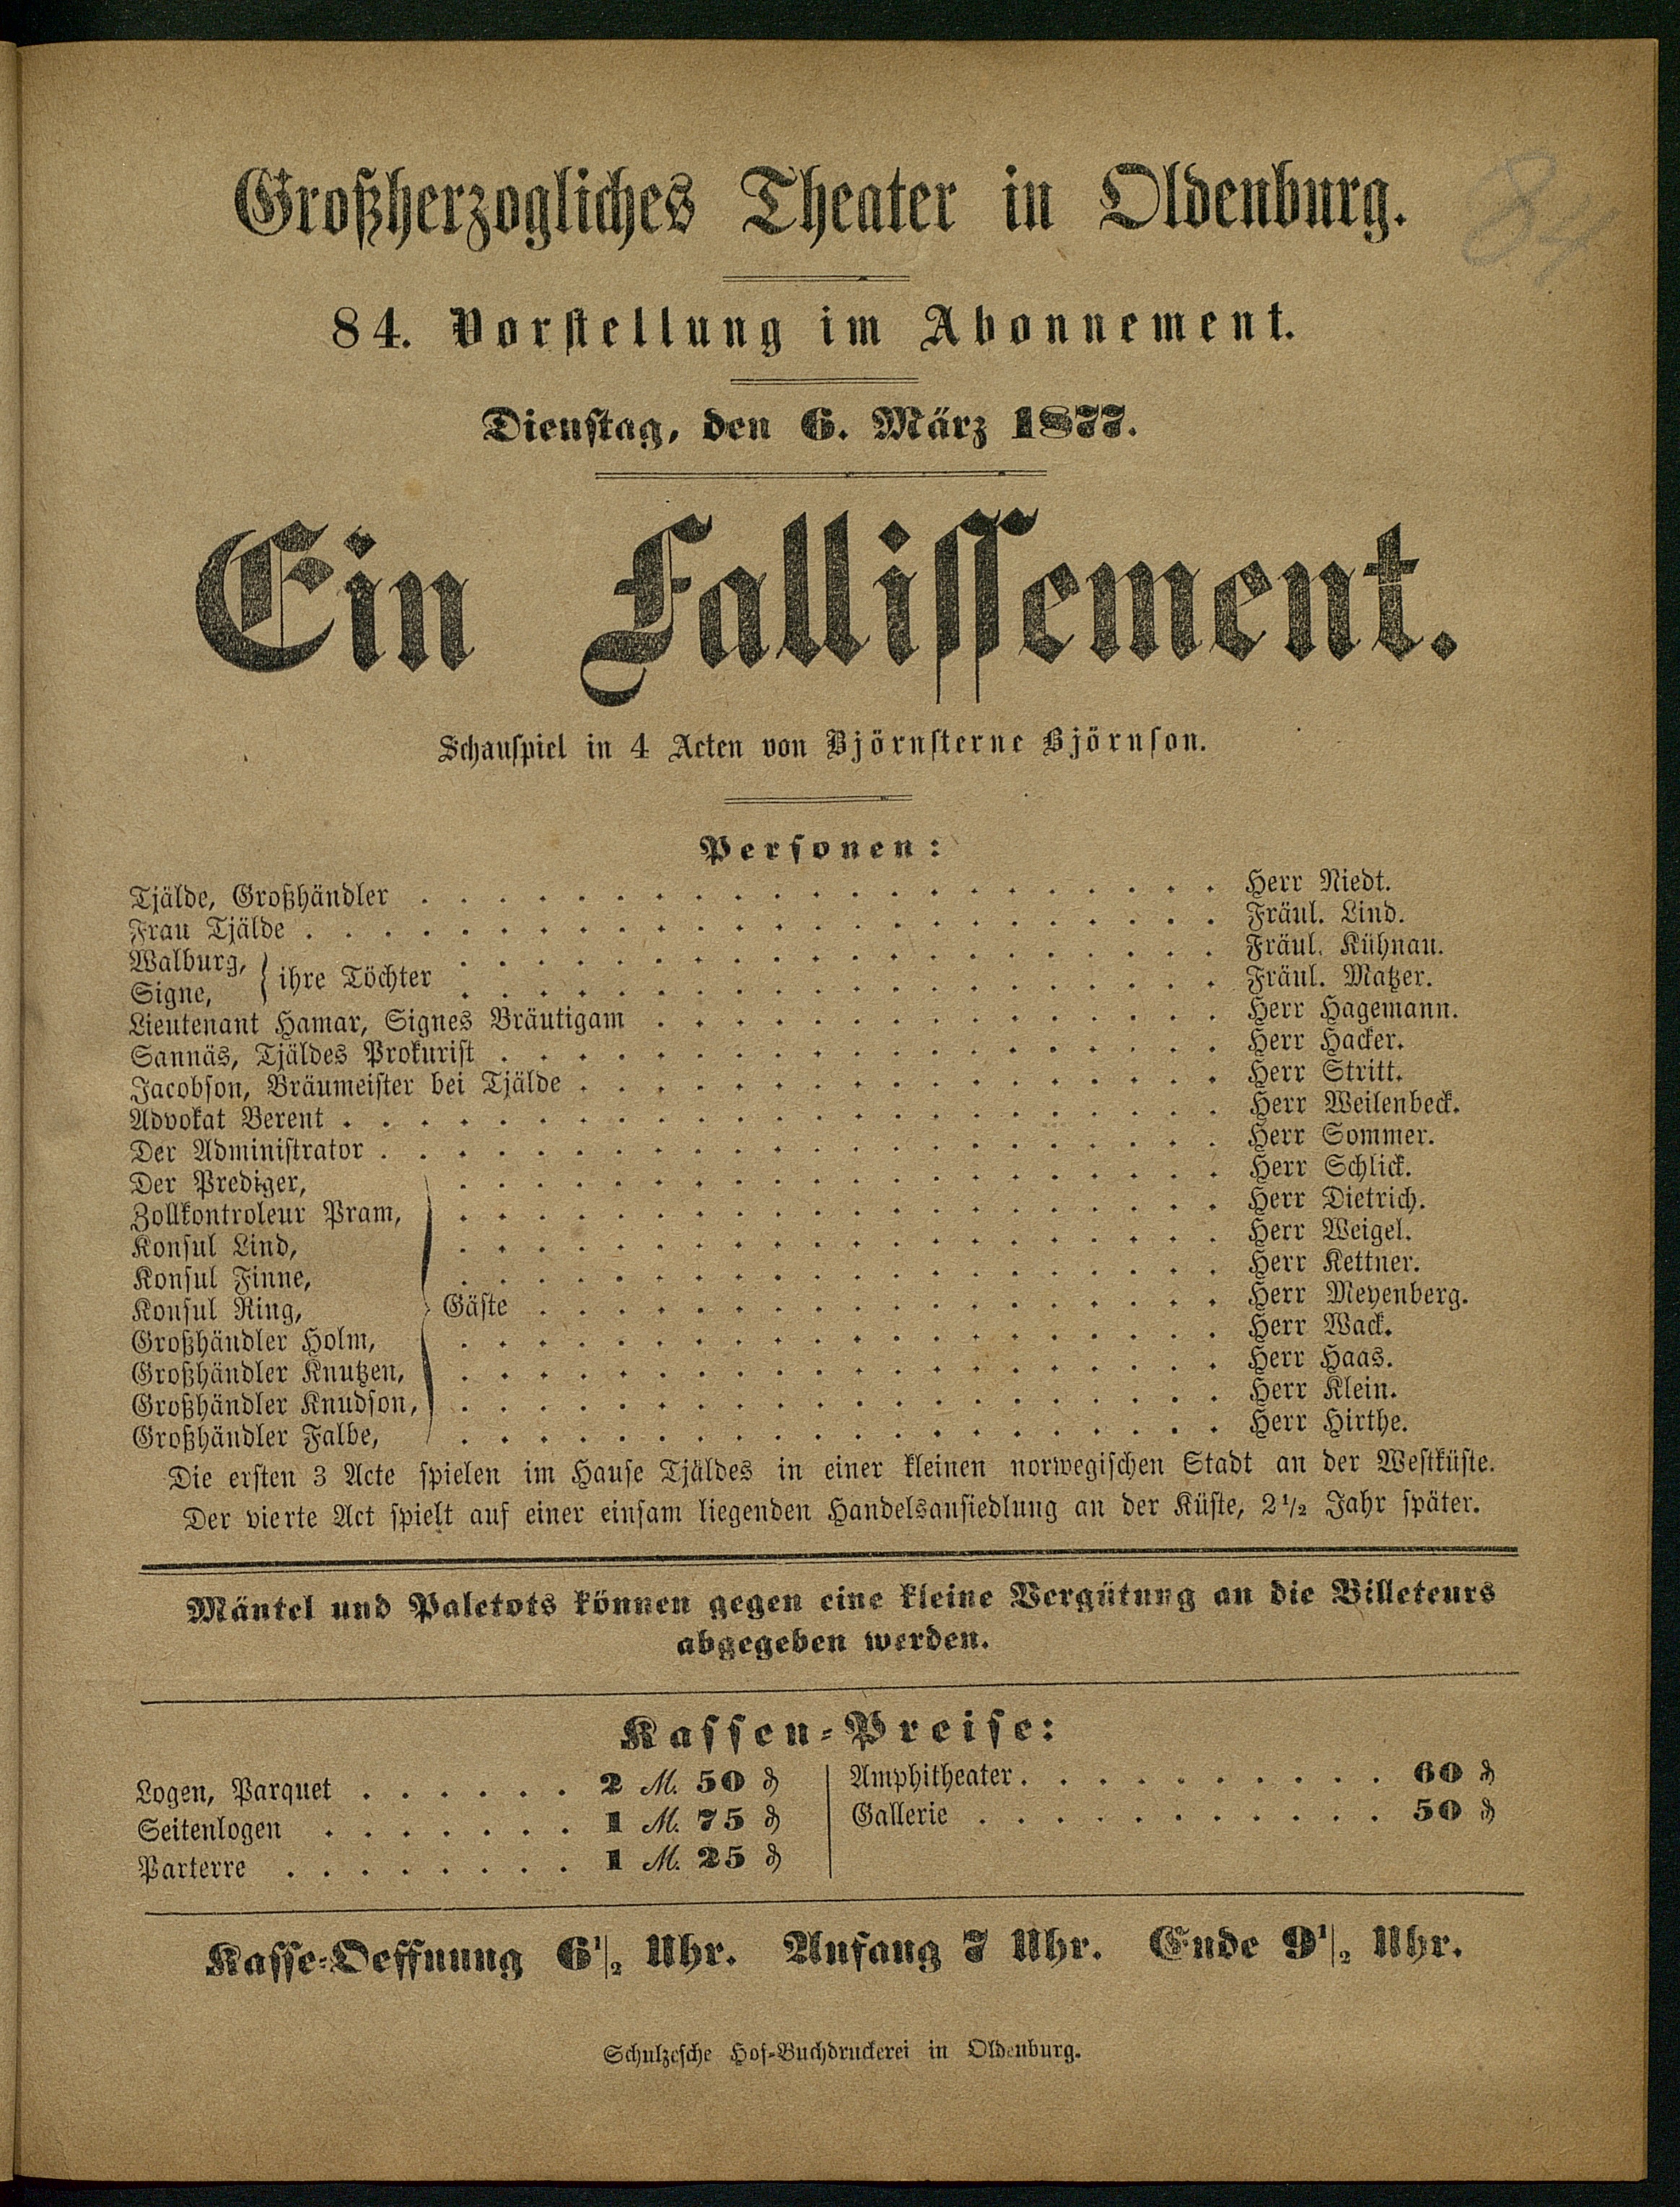 84
Großherzogliches Theater in Oldenburg.
84. Vorstellung im Abonnement.
Dienstag, den 6. März 1877.
Ein Fallissement.
Schauspiel in 4 Acten von Björnsterne Björnson.
Personen:
Tjälde, Großhändler . . . . . . . . . . Herr Niedt.
Frau Tjälde . . . . . . . . . . Fräul. Lind.
Walburg, } ihre Töchter . . . . . . . . . . Fräul. Kühnau.
Signe, . . . . . . . . . . Fräul. Matzer.
Lieutenant Hamar, Signes Bräutigam . . . . . . . . . . Herr Hagemann.
Sannäs, Tjäldes Prokurist . . . . . . . . . . Herr Hacker.
Jacobson, Bräumeister bei Tjälde . . . . . . . . . . Herr Stritt.
Advokat Berent . . . . . . . . . . Herr Weilenbeck.
Der Administrator . . . . . . . . . . Herr Sommer.
Der Prediger, . . . . . . . . . . Herr Schlick.
Zollkontroleur Pram, . . . . . . . . . . Herr Dietrich.
Konsul Lind, . . . . . . . . . . Herr Weigel.
Konsul Finne, . . . . . . . . . . Herr Kettner.
Konsul Ring, } Gäste . . . . . . . . . . Herr Meyenberg.
Großhändler Holm, . . . . . . . . . . Herr Wack.
Großhändler Knutzen, . . . . . . . . . . Herr Haas.
Großhändler Knudson, . . . . . . . . . . Herr Klein.
Großhändler Falbe, . . . . . . . . . . Herr Hirthe.
Die ersten 3 Acte spielen im Hause Tjäldes in einer kleinen norwegischen Stadt an der Westküste.
Der vierte Act spielt auf einer einsam liegenden Handelsansiedlung an der Küste, 2 1/2 Jahr später.
Mäntel und Paletots können gegen eine kleine Vergütung an die Billeteurs
abgegeben werden.
Kassen-Preise:
Logen, Parquet . . . . . . 2 M. 50 ₰
Seitenlogen . . . . . . . 1 M. 75 ₰
Parterre . . . . . . . . 1 M. 25 ₰
Amphitheater . . . . . . . . . . 60 ₰
Gallerie . . . . . . . . . . . 50 ₰
Kasse-Oeffnung 6 1/2 Uhr. Anfang 7 Uhr. Ende 9 1/2 Uhr.
Schulzesche Hof-Buchdruckerei in Oldenburg.